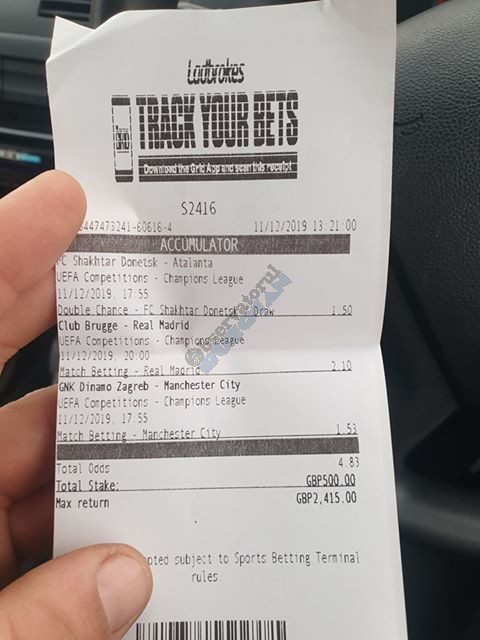 Ladbrokes
TRACK YOUR BETS
Download the Grid App and scan this receipt
S2416
447473241-60616-4 11/12/2019 13:21:00
ACCUMULATOR
FC Shakhtar Donetsk - Atalanta
UEFA Competitions - Champions League
11/12/2019, 17:55
Double Chance - FC Shakhtar Donetsk - Draw 1.50
Club Brugge - Real Madrid
UEFA Competitions - Champions League
11/12/2019, 20:00
Match Betting - Real Madrid 2.10
GNK Dinamo Zagreb - Manchester City
UEFA Competitions - Champions League
11/12/2019, 17:55
Match Betting - Manchester City 1.53
Total Odds 4.83
Total Stake: GBP500.00
Max return GBP2,415.00
subject to Sports Betting Terminal
rules.
Observatorul